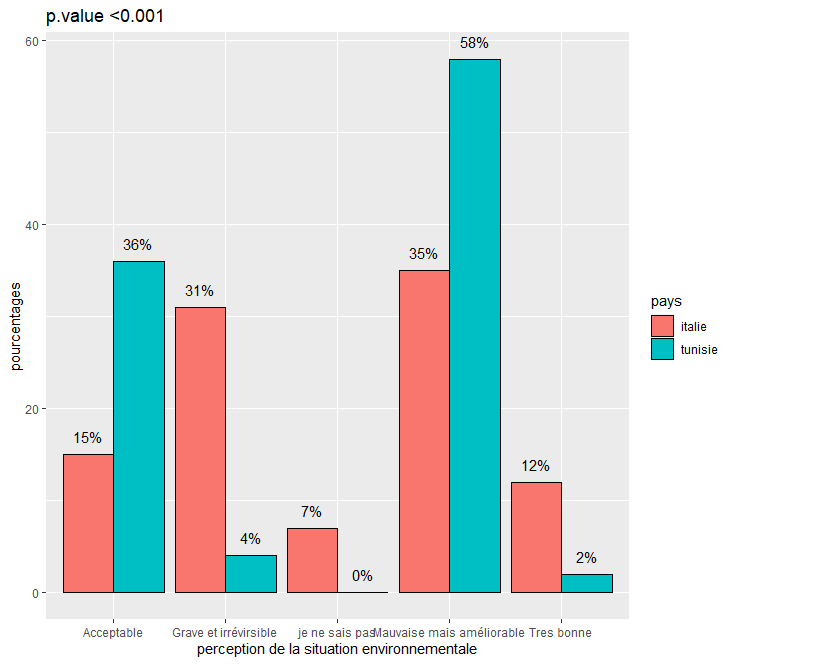 p.value <0.001
60
40
20
0
pourcentages
15%
36%
31%
4%
7%
0%
35%
58%
12%
2%
Acceptable
Grave et irrévirsible
je ne sais pas
Mauvaise mais améliorable
Tres bonne
perception de la situation environnementale
pays
italie
tunisie